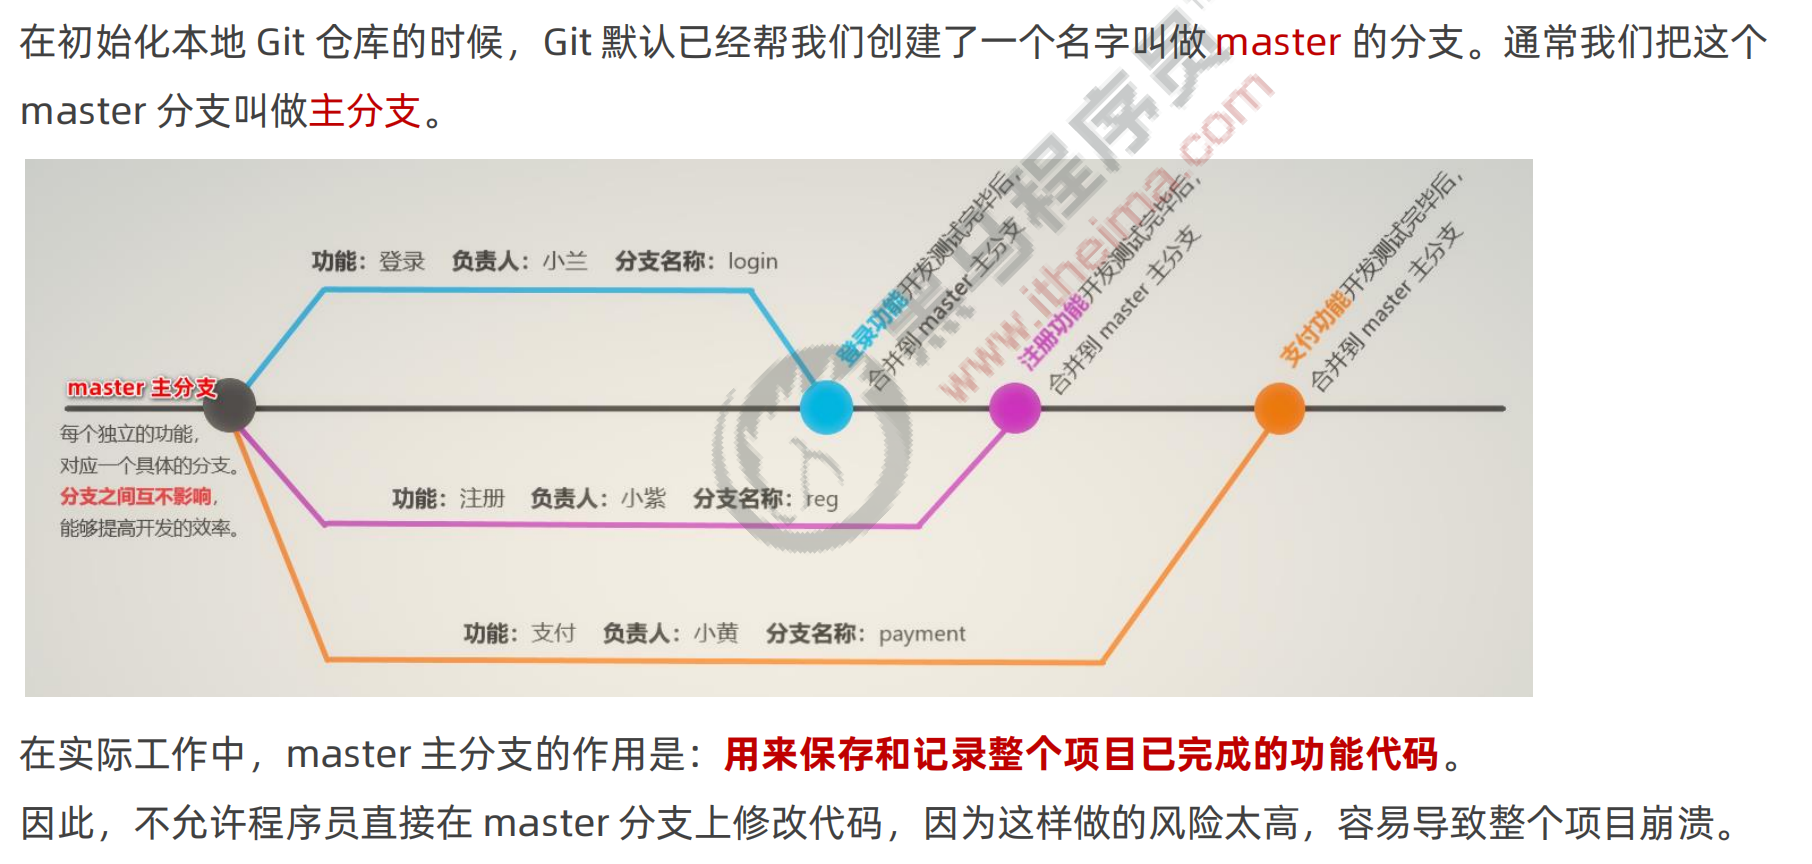 在初始化本地 Git 仓库的时候，Git 默认已经帮我们创建了一个名字叫做 master 的分支。通常我们把这个
master 分支叫做主分支。
功能：登录 负责人：小兰 分支名称：login
登录功能开发测试完毕后，
合并到 master 主分支
注册功能开发测试完毕后，
合并到 master 主分支
支付功能开发测试完毕后，
合并到 master 主分支
master 主分支
每个独立的功能，
对应一个具体的分支。
分支之间互不影响，
能够提高开发的效率。
功能：注册 负责人：小紫 分支名称：reg
功能：支付 负责人：小黄 分支名称：payment
黑马程序员
www.itheima.com
在实际工作中，master 主分支的作用是：用来保存和记录整个项目已完成的功能代码。
因此，不允许程序员直接在 master 分支上修改代码，因为这样做的风险太高，容易导致整个项目崩溃。